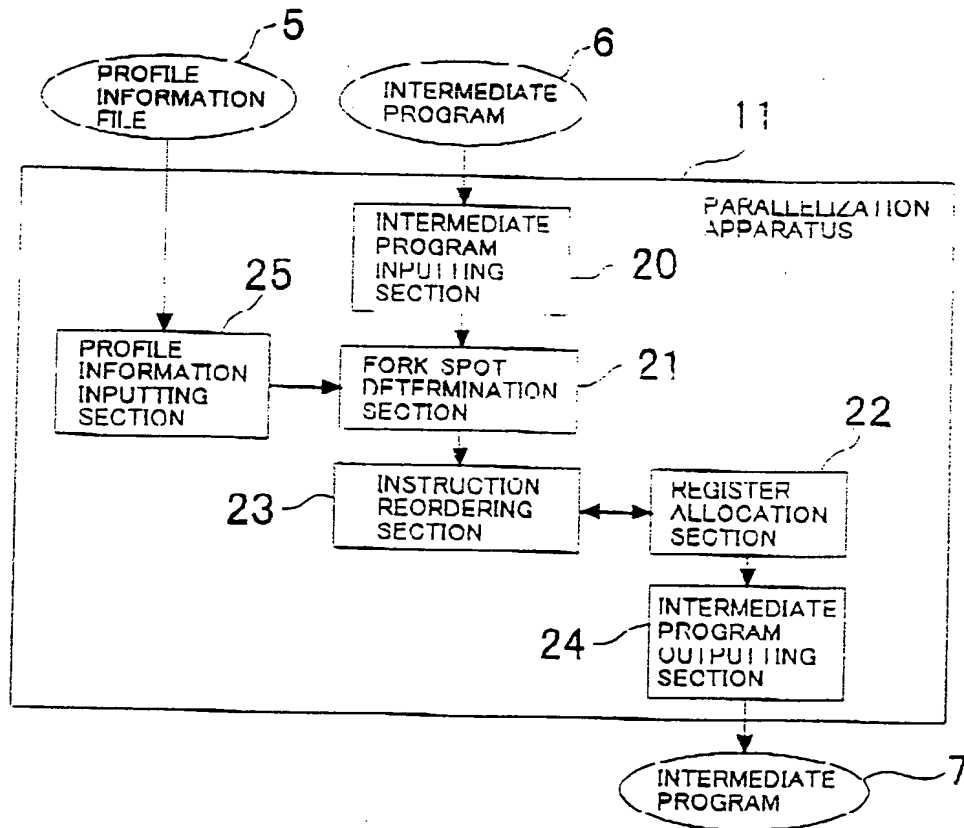 5
PROFILE
INFORMATION
FILE
6
INTERMEDIATE
PROGRAM
11
PARALLELIZATION
APPARATUS
INTERMEDIATE
PROGRAM
INPUTTING
SECTION
20
25
PROFILE
INFORMATION
INPUTTING
SECTION
FORK SPOT
DETERMINATION
SECTION
21
22
23
INSTRUCTION
REORDERING
SECTION
REGISTER
ALLOCATION
SECTION
24
INTERMEDIATE
PROGRAM
OUTPUTTING
SECTION
INTERMEDIATE
PROGRAM
7